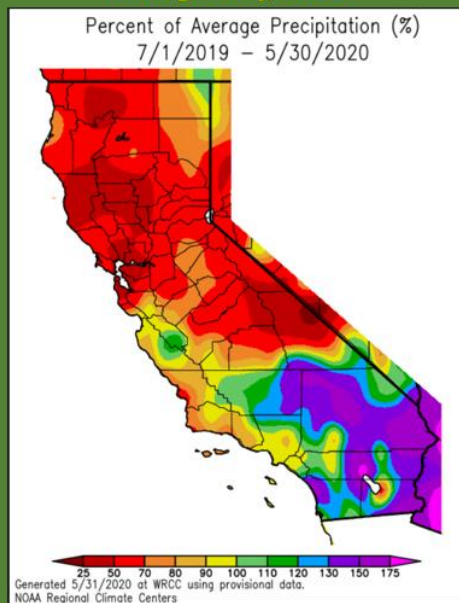 Percent of Average Precipitation (%)
7/1/2019 – 5/30/2020
25 50 70 80 90 100 110 120 130 150 175
Generated 5/31/2020 at WRCC using provisional data.
NOAA Regional Climate Centers